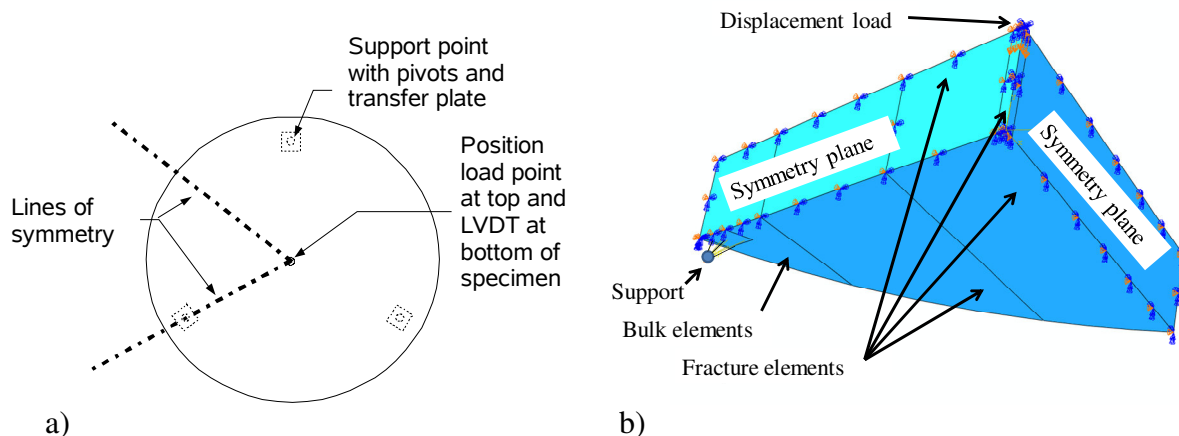 Support point
with pivots and
transfer plate
Position
load point
at top and
LVDT at
bottom of
specimen
Lines of
symmetry
a)
Displacement load
Symmetry plane
Symmetry plane
Support
Bulk elements
Fracture elements
b)